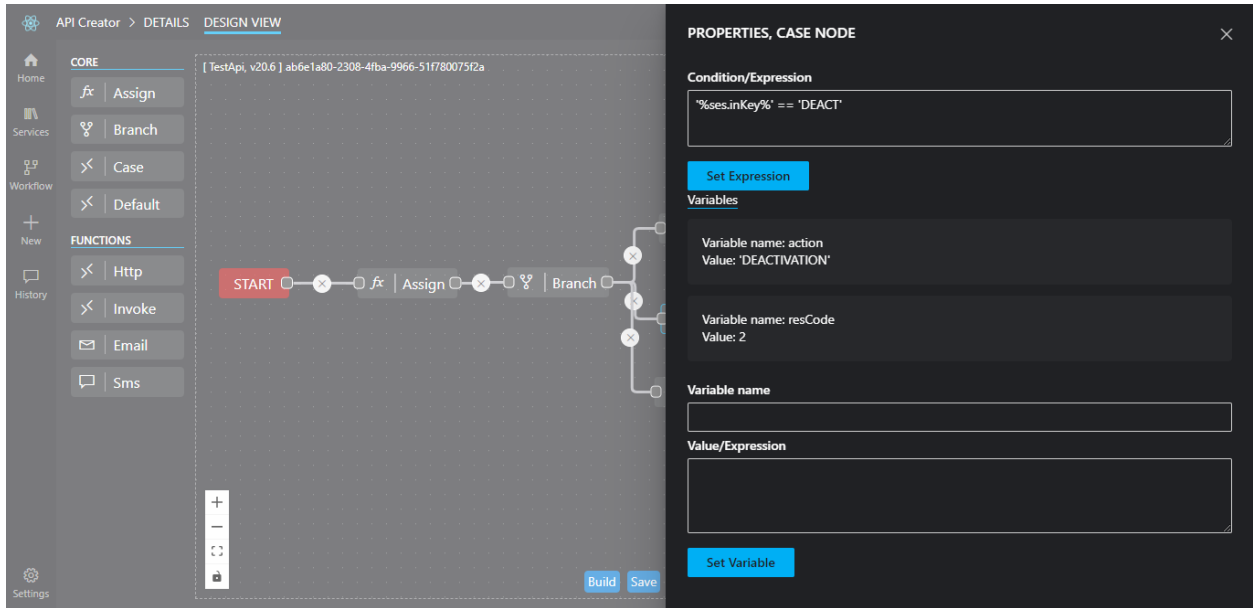 API Creator > DETAILS DESIGN VIEW
Home
Services
Workflow
New
History
Settings
CORE
fx Assign
Branch
Case
Default
FUNCTIONS
Http
Invoke
Email
Sms
[ TestApi, v20.6 ] ab6e1a80-2308-4fba-9966-51f780075f2a
START
fx Assign
Branch
Build Save
PROPERTIES, CASE NODE
Condition/Expression
'%ses.inKey%' == 'DEACT'
Set Expression
Variables
Variable name: action
Value: 'DEACTIVATION'
Variable name: resCode
Value: 2
Variable name
Value/Expression
Set Variable